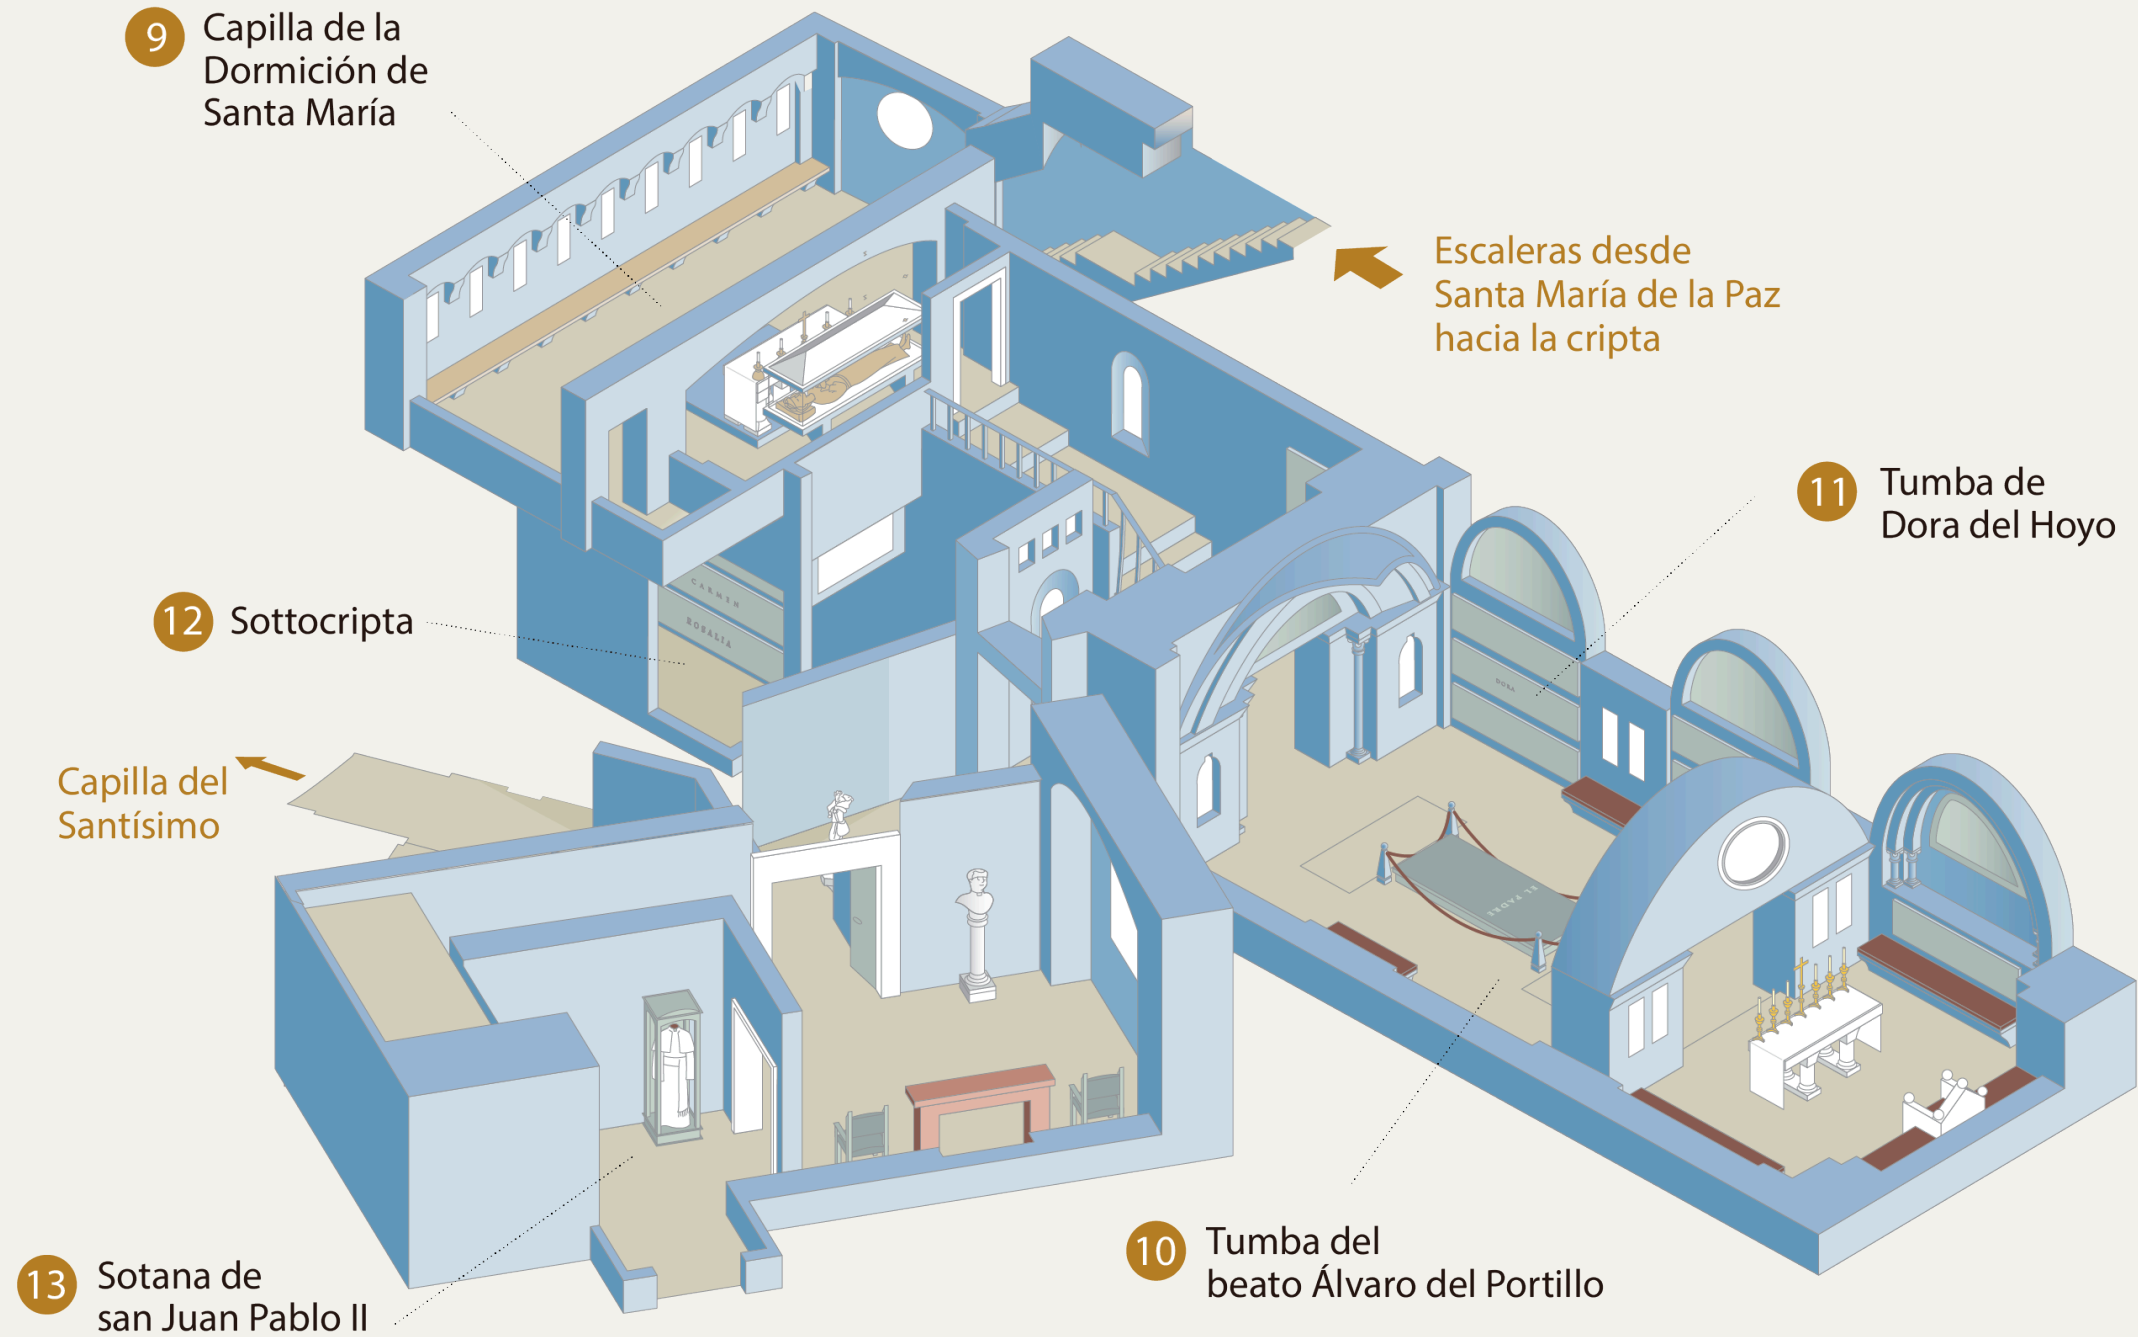 9 Capilla de la
Dormición de
Santa María
Escaleras desde
Santa María de la Paz
hacia la cripta
11 Tumba de
Dora del Hoyo
CARMEN
ROSALIA
12 Sottocripta
DORA
Capilla del
Santísimo
EL PADRE
10 Tumba del
beato Álvaro del Portillo
13 Sotana de
san Juan Pablo II